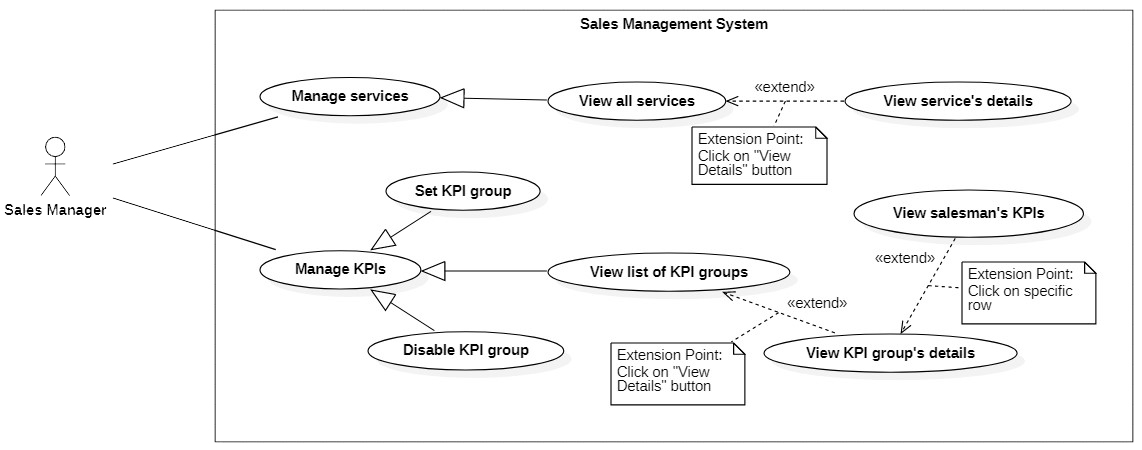 Sales Management System
Manage services
View all services
«extend»
View service's details
Extension Point:
Click on "View
Details" button
Sales Manager
Set KPI group
View salesman's KPIs
«extend»
Extension Point:
Click on specific
row
Manage KPIs
View list of KPI groups
«extend»
Disable KPI group
Extension Point:
Click on "View
Details" button
View KPI group's details